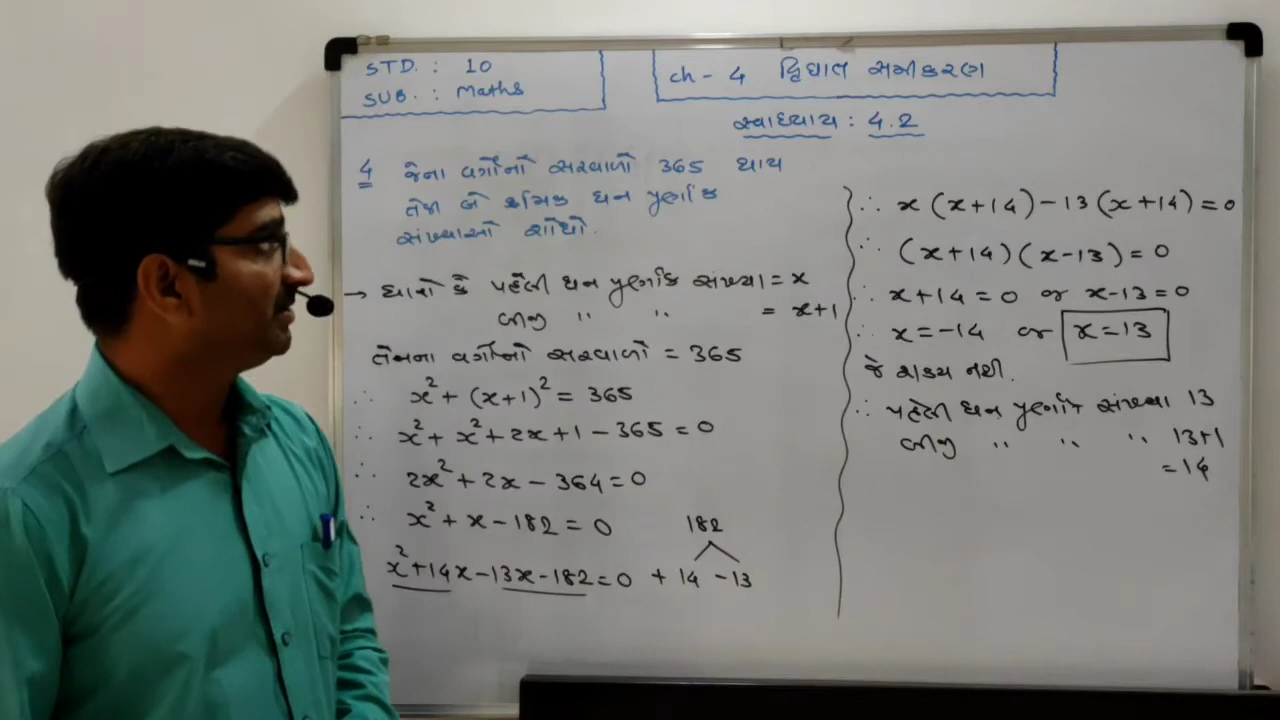 STD. : 10
SUB. : Maths
ch - 4 દ્વિઘાત સમીકરણ
સ્વાધ્યાય : 4.2
4 જેના વર્ગોનો સરવાળો 365 થાય
તેવા બે ક્રમિક ધન પૂર્ણાંક
સંખ્યાઓ શોધો.
→ ધારો કે પહેલી ધન પૂર્ણાંક સંખ્યા = x
બીજી " " = x+1
તેમના વર્ગોનો સરવાળો = 365
∴ x² + (x+1)² = 365
∴ x² + x² + 2x + 1 - 365 = 0
∴ 2x² + 2x - 364 = 0
∴ x² + x - 182 = 0
182
x² + 14x - 13x - 182 = 0 + 14 - 13
∴ x (x+14) - 13 (x+14) = 0
∴ (x+14) (x-13) = 0
∴ x+14 = 0 or x-13 = 0
∴ x = -14 or x = 13
જે શક્ય નથી.
∴ પહેલી ધન પૂર્ણાંક સંખ્યા 13
બીજી " " " 13+1
= 14